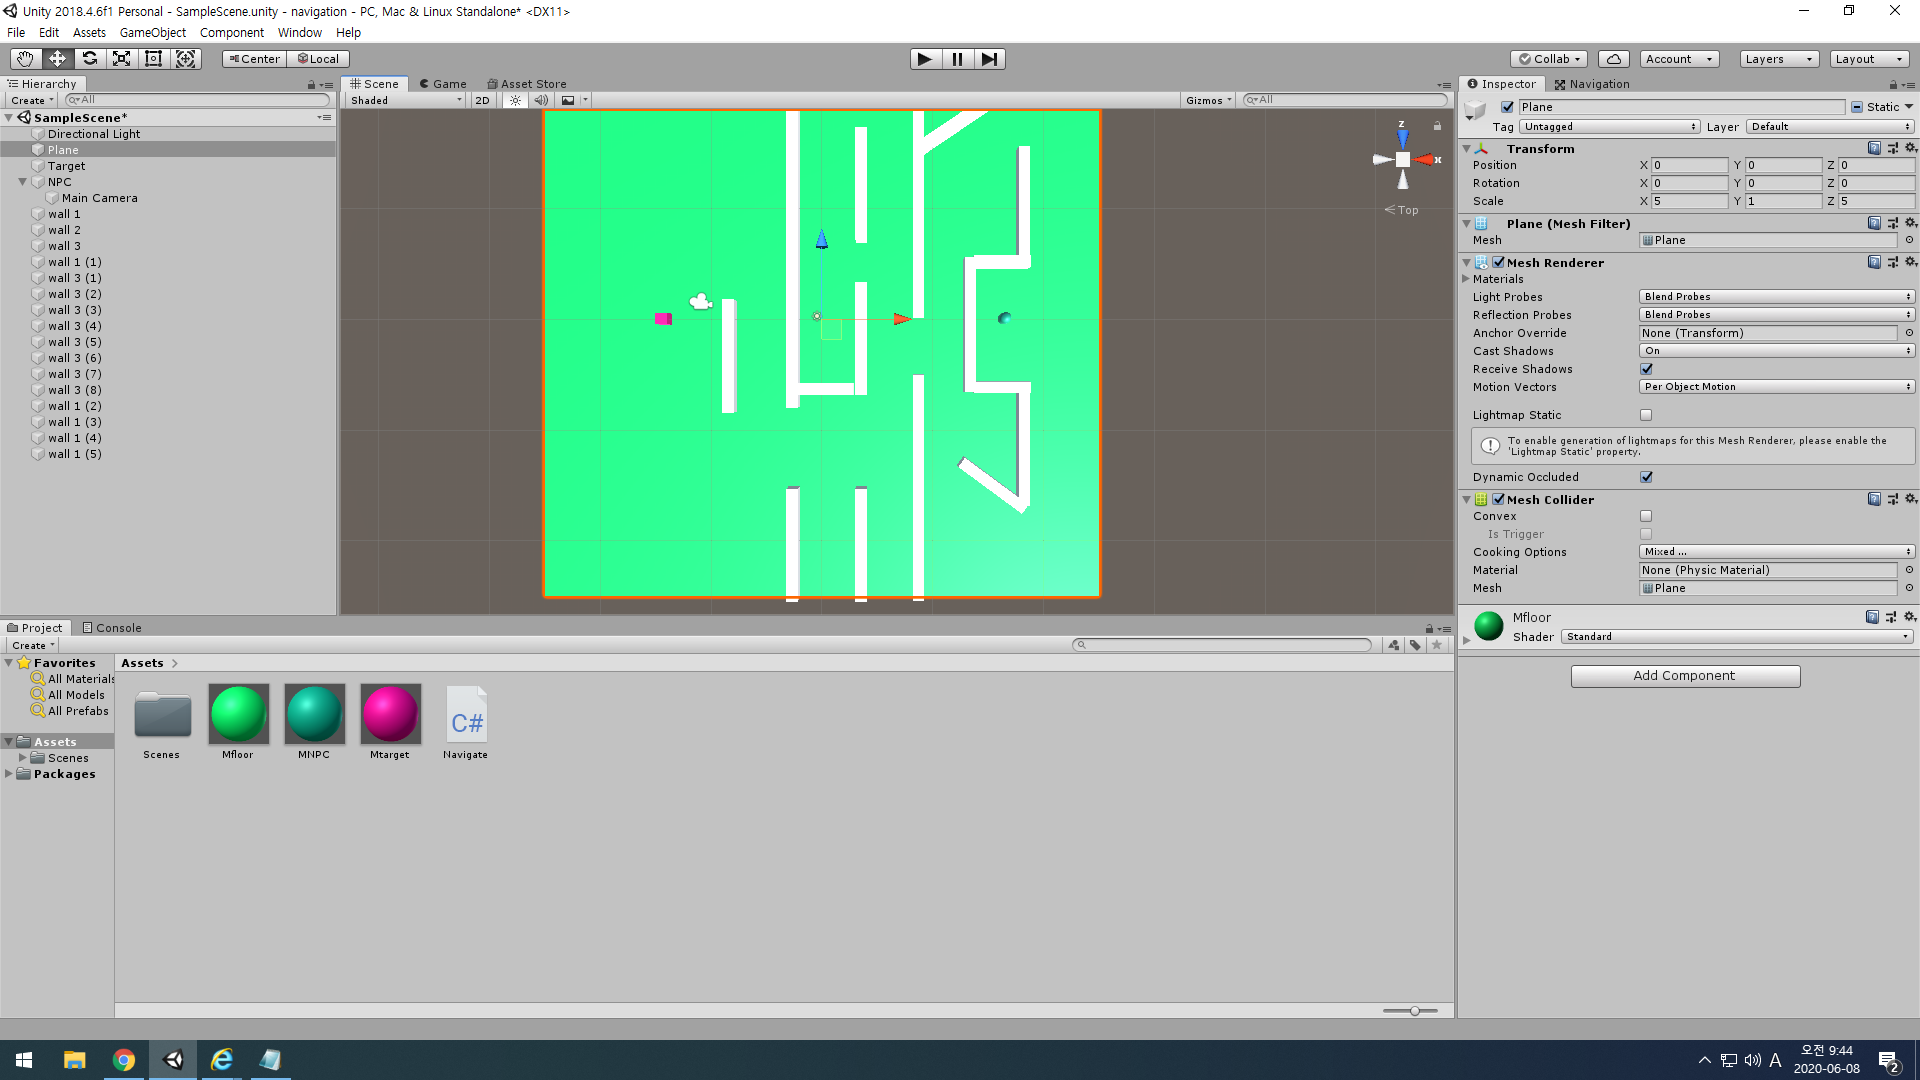 Unity 2018.4.6f1 Personal - SampleScene.unity - navigation - PC, Mac & Linux Standalone* <DX11>
File Edit Assets GameObject Component Window Help
Center Local Collab Account Layers Layout
Hierarchy
Create All
SampleScene*
Directional Light
Plane
Target
NPC
Main Camera
wall 1
wall 2
wall 3
wall 1 (1)
wall 3 (1)
wall 3 (2)
wall 3 (3)
wall 3 (4)
wall 3 (5)
wall 3 (6)
wall 3 (7)
wall 3 (8)
wall 1 (2)
wall 1 (3)
wall 1 (4)
wall 1 (5)
Scene Game Asset Store
Shaded 2D Gizmos All
z
x
Top
Inspector Navigation
Plane Static
Tag Untagged Layer Default
Transform
Position X 0 Y 0 Z 0
Rotation X 0 Y 0 Z 0
Scale X 5 Y 1 Z 5
Plane (Mesh Filter)
Mesh Plane
Mesh Renderer
Materials
Light Probes Blend Probes
Reflection Probes Blend Probes
Anchor Override None (Transform)
Cast Shadows On
Receive Shadows
Motion Vectors Per Object Motion
Lightmap Static
To enable generation of lightmaps for this Mesh Renderer, please enable the
'Lightmap Static' property.
Dynamic Occluded
Mesh Collider
Convex
Is Trigger
Cooking Options Mixed ...
Material None (Physic Material)
Mesh Plane
Mfloor
Shader Standard
Add Component
Project Console
Create
Favorites
All Materials
All Models
All Prefabs
Assets
Scenes
Packages
Assets
C#
Scenes Mfloor MNPC Mtarget Navigate
A
오전 9:44
2020-06-08
2